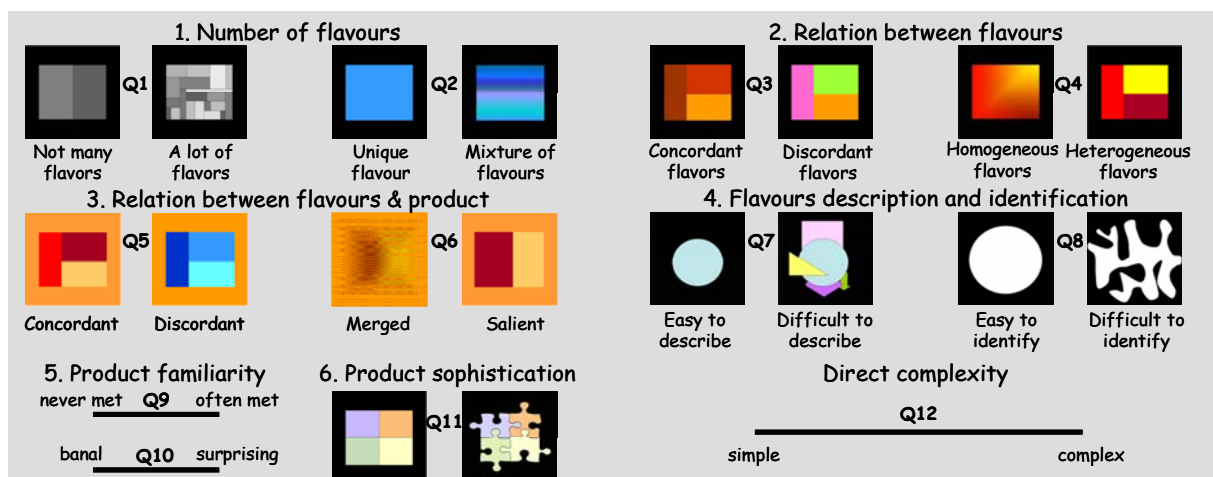 1. Number of flavours
Q1
Not many flavors
A lot of flavors
Q2
Unique flavour
Mixture of flavours
2. Relation between flavours
Q3
Concordant flavors
Discordant flavors
Q4
Homogeneous flavors
Heterogeneous flavors
3. Relation between flavours & product
Q5
Concordant
Discordant
Q6
Merged
Salient
4. Flavours description and identification
Q7
Easy to describe
Difficult to describe
Q8
Easy to identify
Difficult to identify
5. Product familiarity
never met Q9 often met
banal Q10 surprising
6. Product sophistication
Q11
Direct complexity
Q12
simple
complex